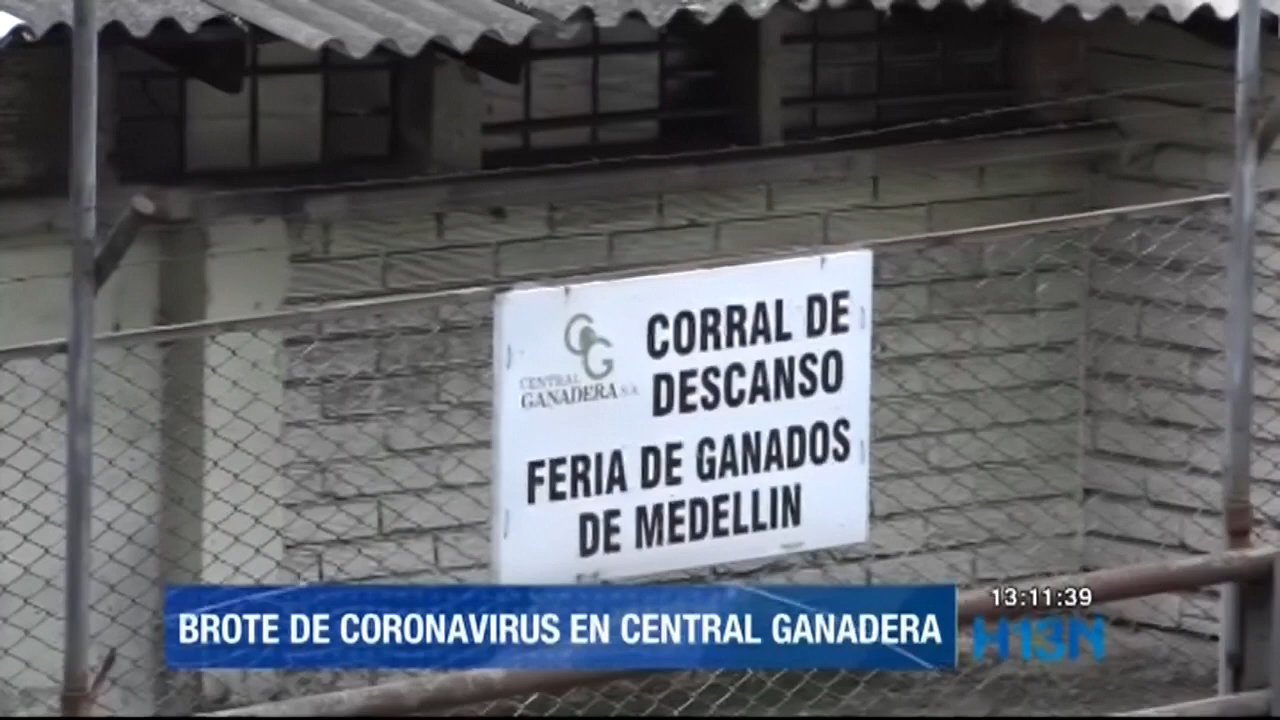 CORRAL DE
DESCANSO
CG
CENTRAL
GANADERA S.A.
FERIA DE GANADOS
DE MEDELLIN
13:11:39
BROTE DE CORONAVIRUS EN CENTRAL GANADERA
H13N